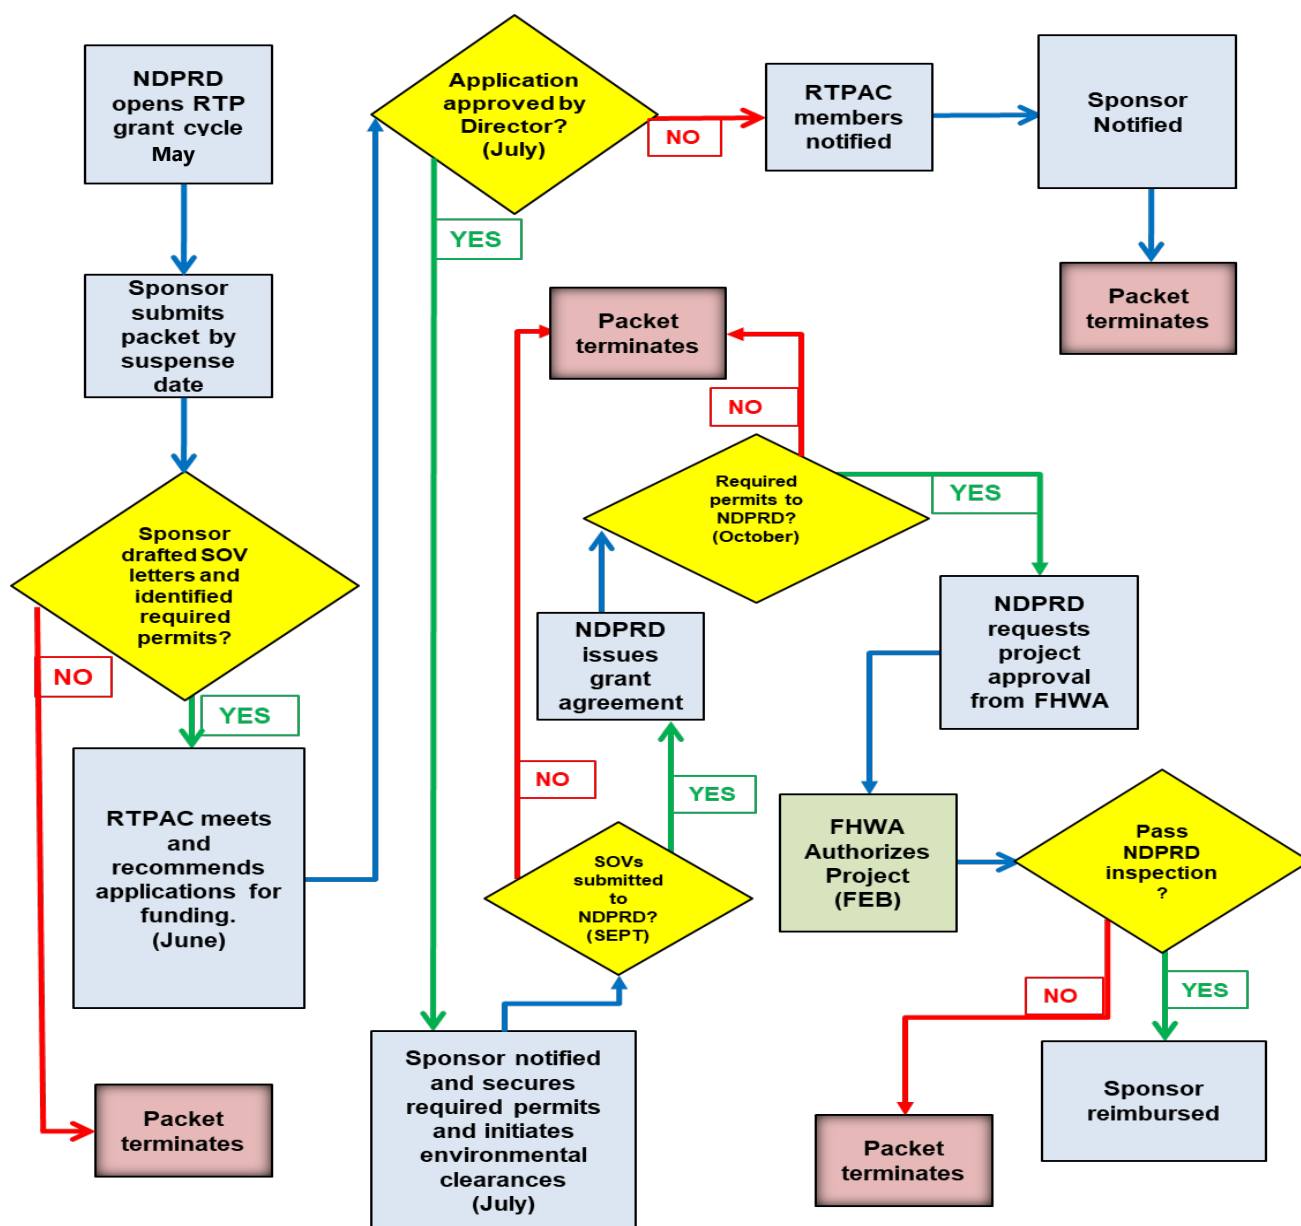 NDPRD
opens RTP
grant cycle
May
Sponsor
submits
packet by
suspense
date
Sponsor
drafted SOV
letters and
identified
required
permits?
NO
YES
RTPAC meets
and
recommends
applications for
funding.
(June)
Packet
terminates
Application
approved by
Director?
(July)
NO
RTPAC
members
notified
Sponsor
Notified
Packet
terminates
YES
Sponsor notified
and secures
required permits
and initiates
environmental
clearances
(July)
SOVs
submitted
to
NDPRD?
(SEPT)
NO
Packet
terminates
YES
NDPRD
issues
grant
agreement
Required
permits to
NDPRD?
(October)
NO
YES
NDPRD
requests
project
approval
from FHWA
FHWA
Authorizes
Project
(FEB)
Pass
NDPRD
inspection
?
NO
Packet
terminates
YES
Sponsor
reimbursed